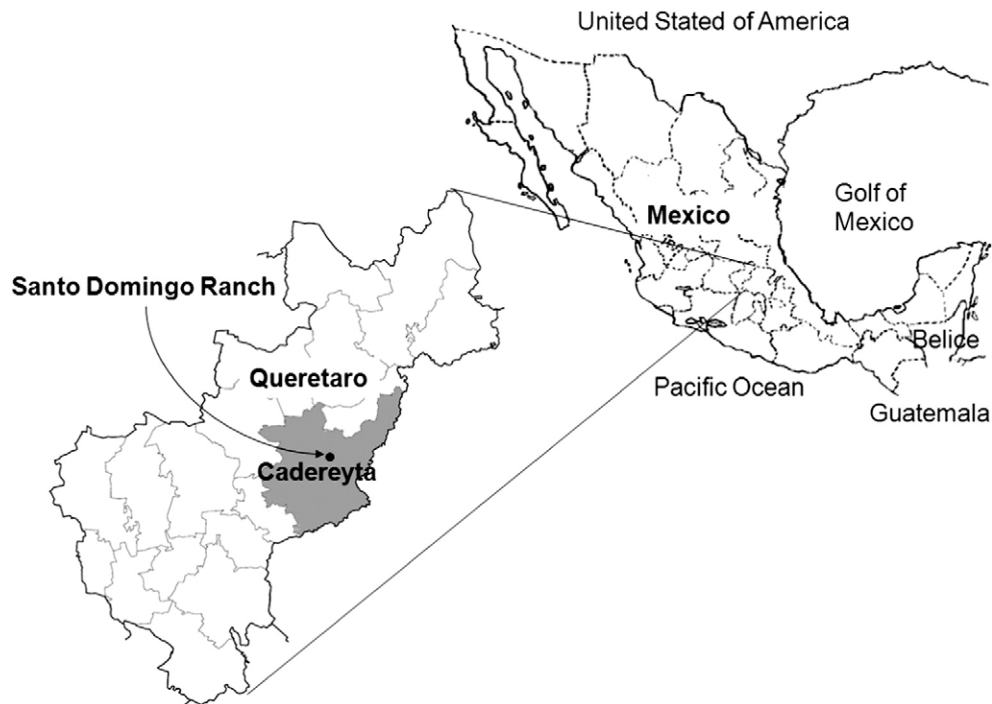 United Stated of America
Golf of
Mexico
Mexico
Santo Domingo Ranch
Belice
Queretaro
Pacific Ocean
Guatemala
Cadereyta